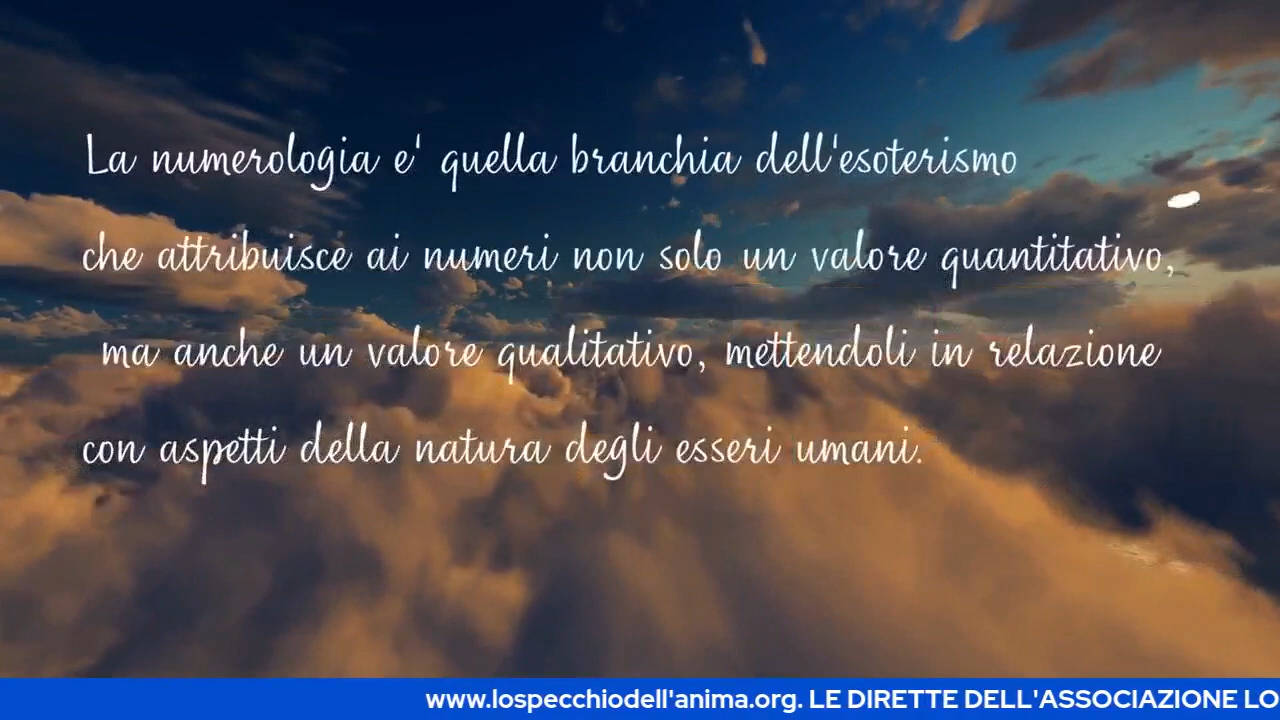 La numerologia e' quella branchia dell'esoterismo
che attribuisce ai numeri non solo un valore quantitativo,
ma anche un valore qualitativo, mettendoli in relazione
con aspetti della natura degli esseri umani.
www.lospecchiodell'anima.org. LE DIRETTE DELL'ASSOCIAZIONE LO